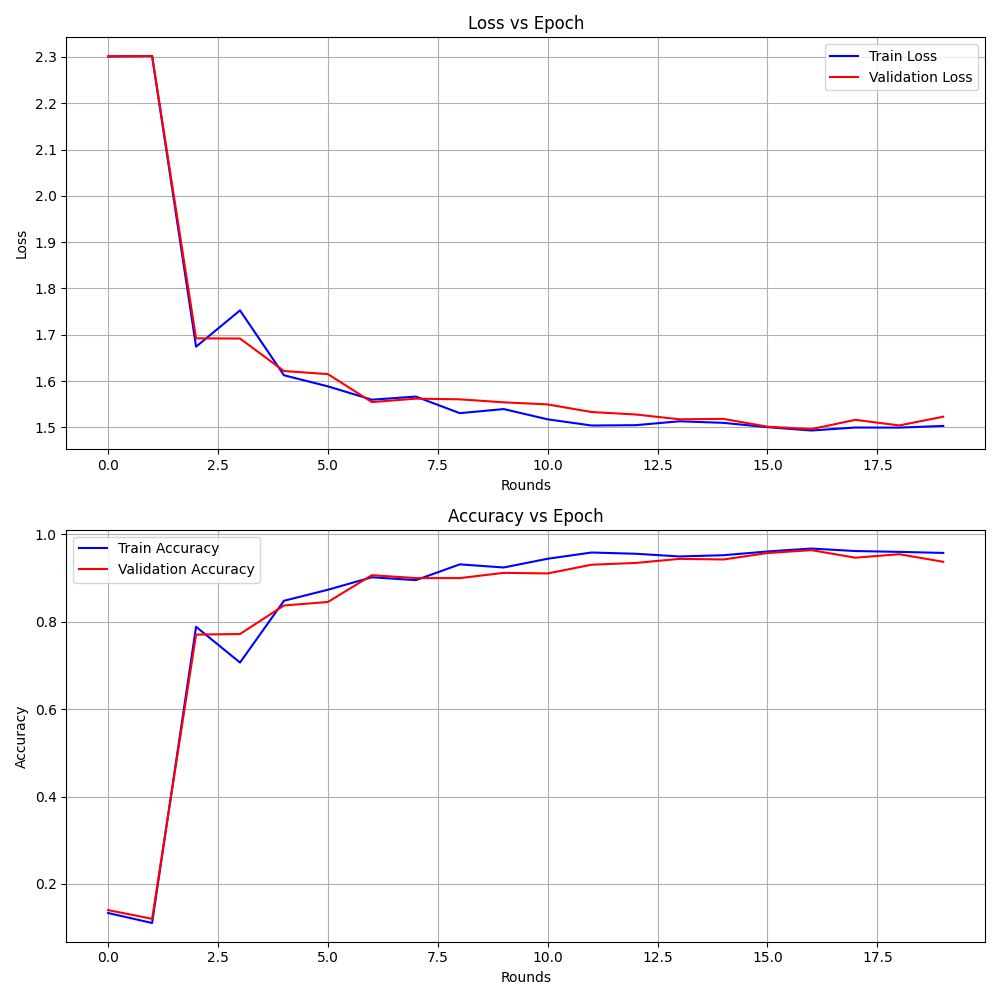 Loss vs Epoch
2.3
2.2
2.1
2.0
1.9
1.8
1.7
1.6
1.5
Loss
Train Loss
Validation Loss
0.0 2.5 5.0 7.5 10.0 12.5 15.0 17.5
Rounds
Accuracy vs Epoch
1.0
0.8
0.6
0.4
0.2
Accuracy
Train Accuracy
Validation Accuracy
0.0 2.5 5.0 7.5 10.0 12.5 15.0 17.5
Rounds